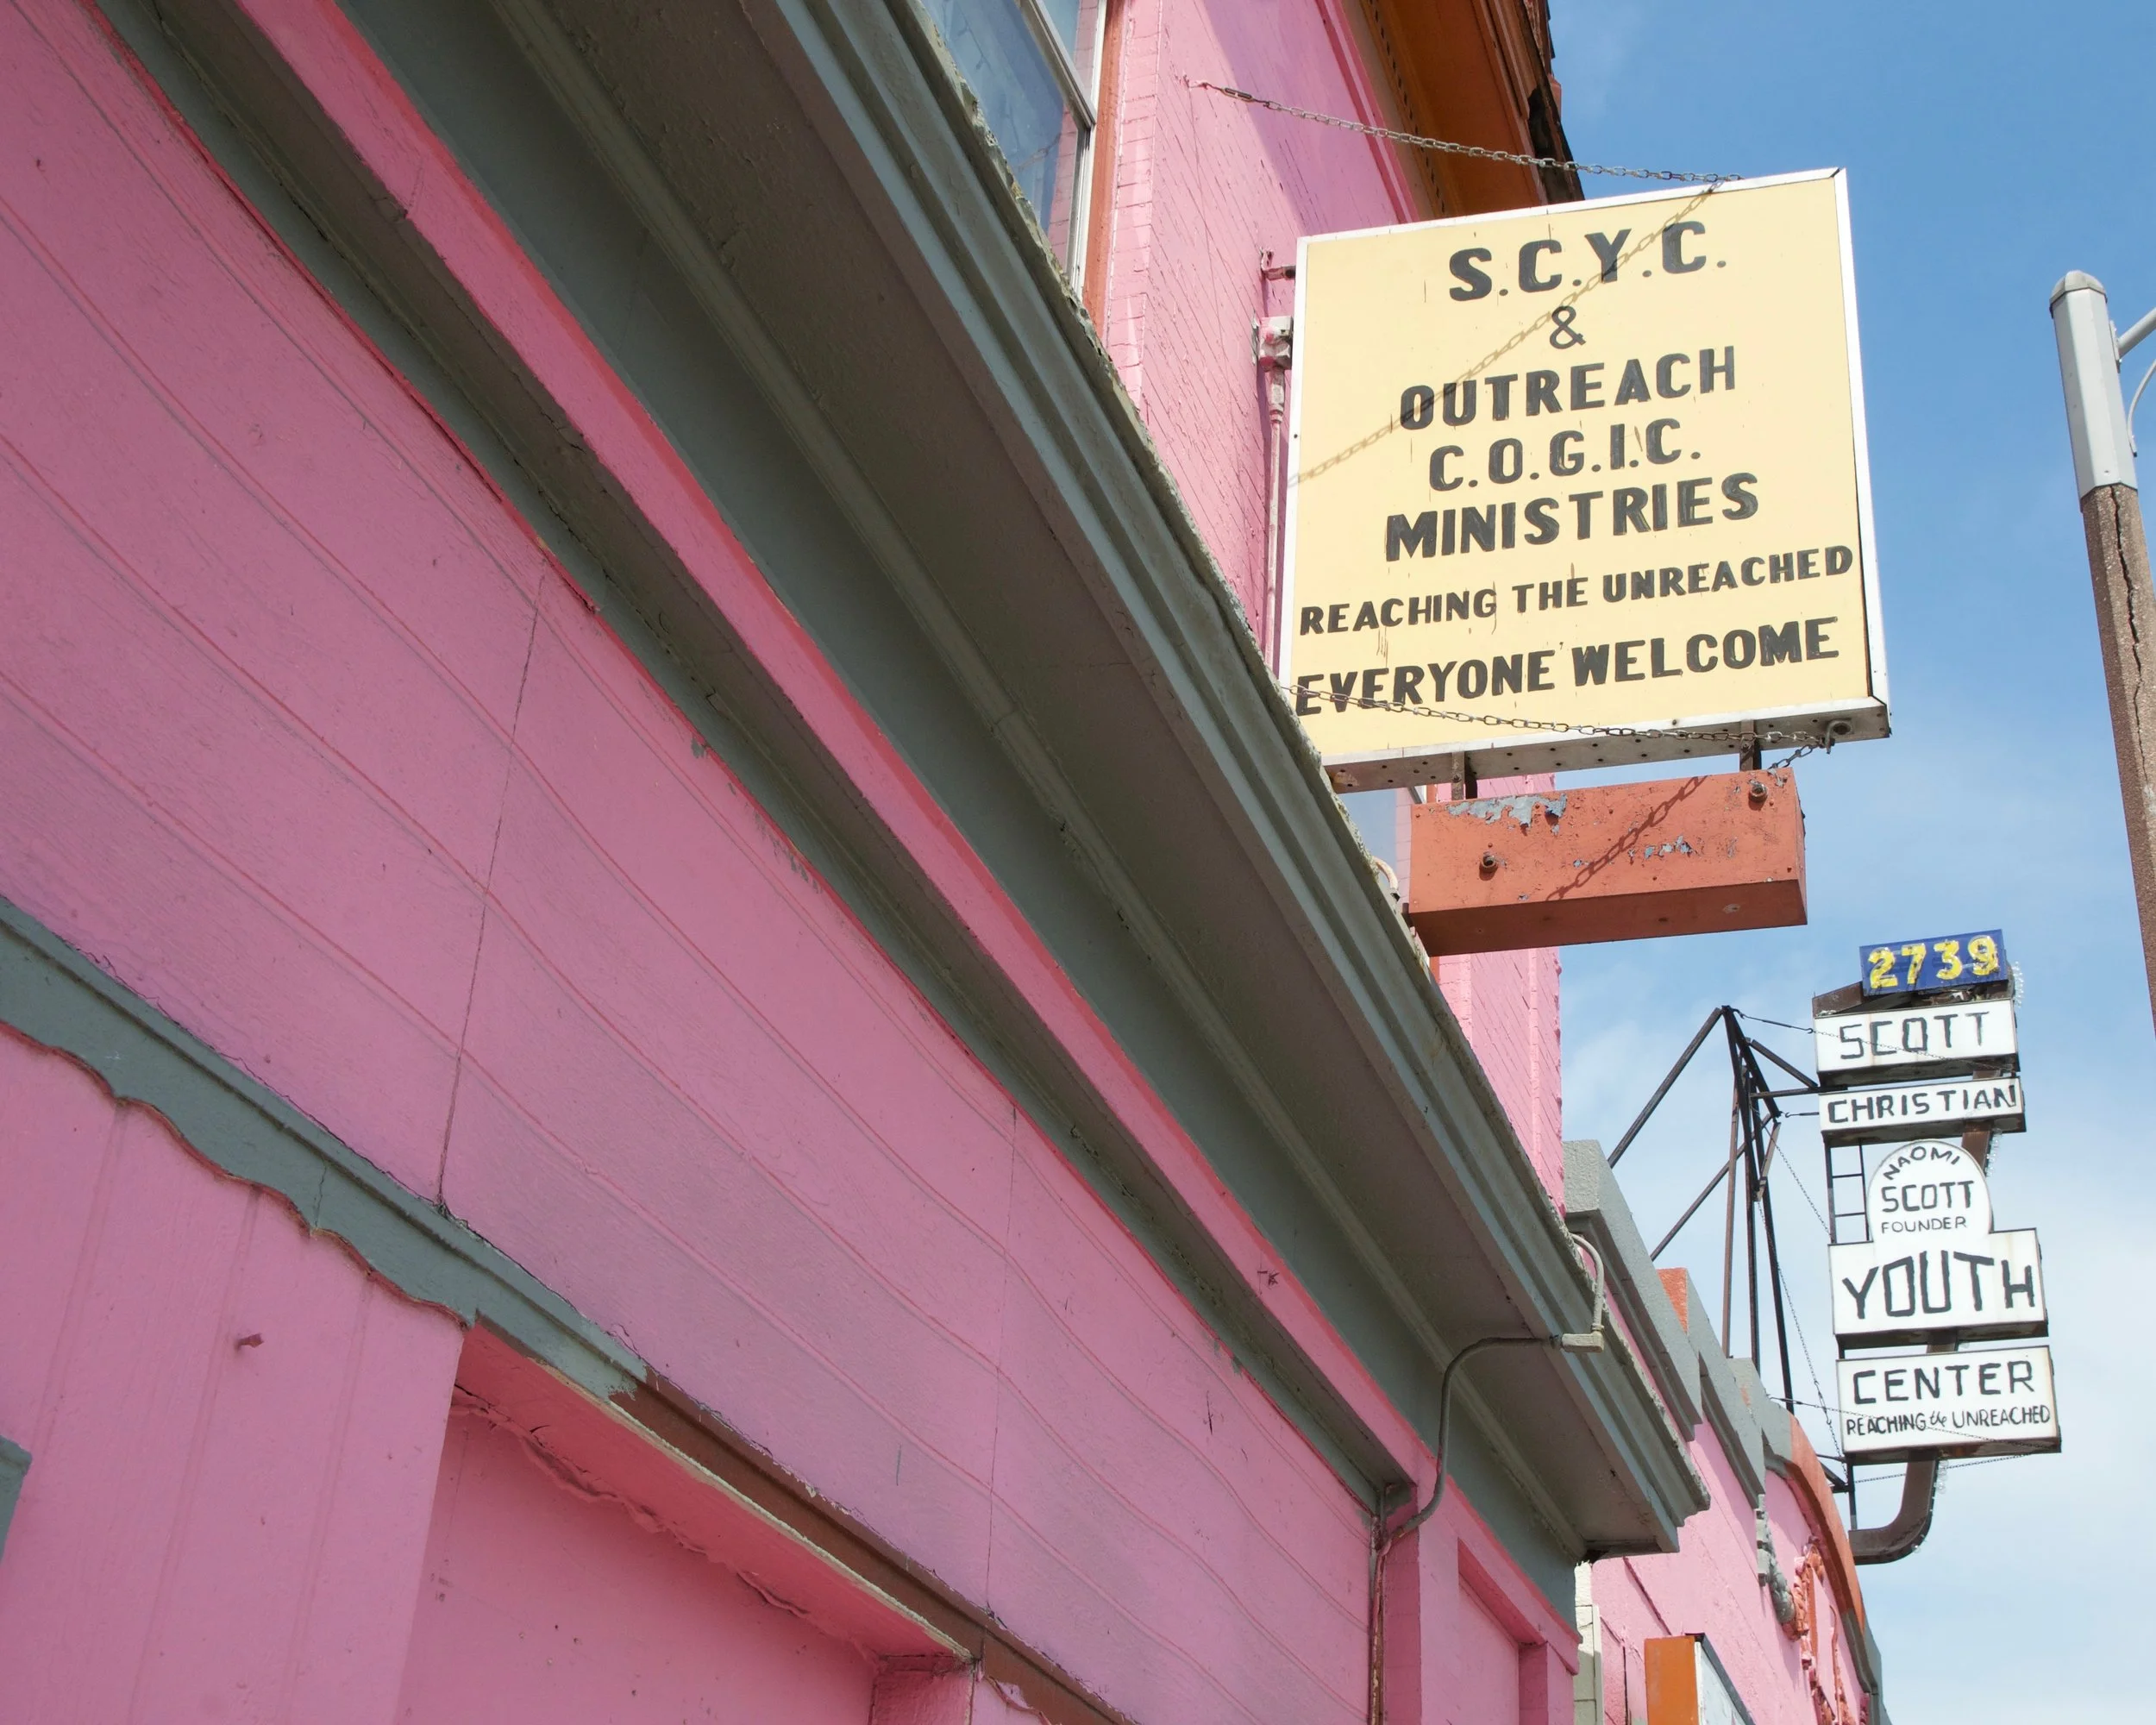 S.C.Y.C.
&
OUTREACH
C.O.G.I.C.
MINISTRIES
REACHING THE UNREACHED
EVERYONE WELCOME
2739
SCOTT
CHRISTIAN
NAOMI
SCOTT
FOUNDER
YOUTH
CENTER
REACHING the UNREACHED